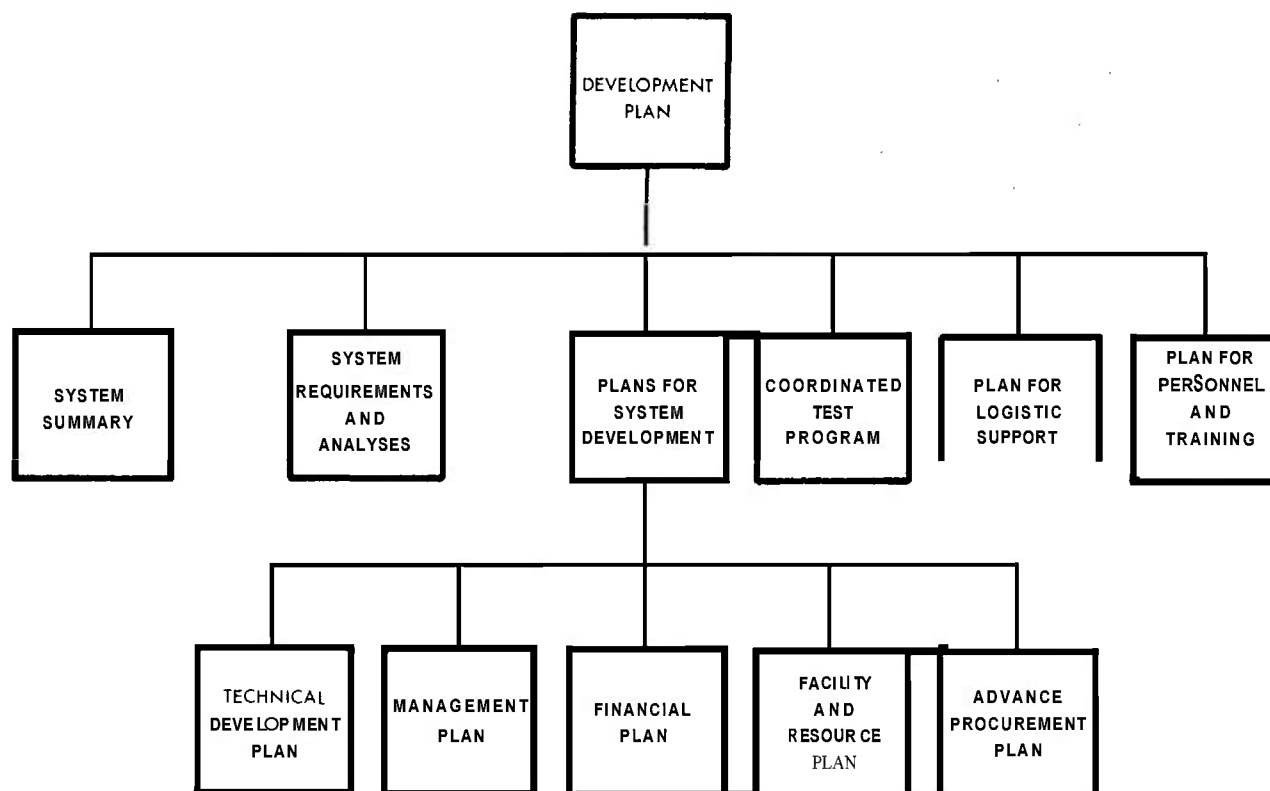 DEVELOPMENT
PLAN
SYSTEM
SUMMARY
SYSTEM
REQUIREMENTS
AND
ANALYSES
PLANS FOR
SYSTEM
DEVELOPMENT
COORDINATED
TEST
PROGRAM
PLAN FOR
LOGISTIC
SUPPORT
PLAN FOR
PERSONNEL
AND
TRAINING
TECHNICAL
DEVELOPMENT
PLAN
MANAGEMENT
PLAN
FINANCIAL
PLAN
FACILITY
AND
RESOURCE
PLAN
ADVANCE
PROCUREMENT
PLAN